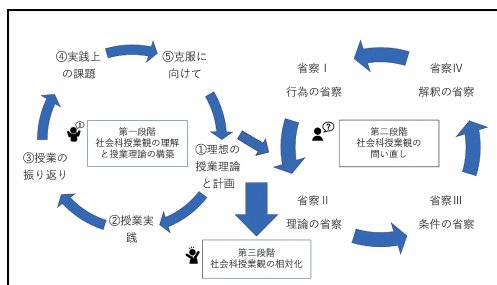 ④実践上
の課題
⑤克服に
向けて
第一段階
社会科授業観の理解
と授業理論の構築
③授業の
振り返り
①理想の
授業理論
と計画
②授業実
践
省察Ⅰ
行為の省察
省察Ⅳ
解釈の省察
第二段階
社会科授業観の
問い直し
省察Ⅱ
理論の省察
省察Ⅲ
条件の省察
第三段階
社会科授業観の相対化